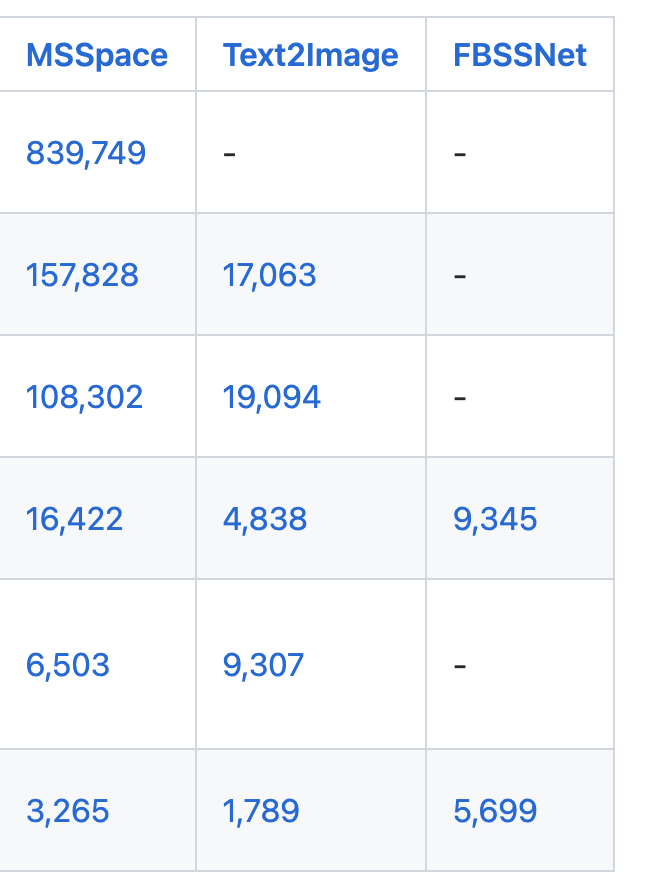 MSSpace Text2Image FBSSNet
839,749 - -
157,828 17,063 -
108,302 19,094 -
16,422 4,838 9,345
6,503 9,307 -
3,265 1,789 5,699